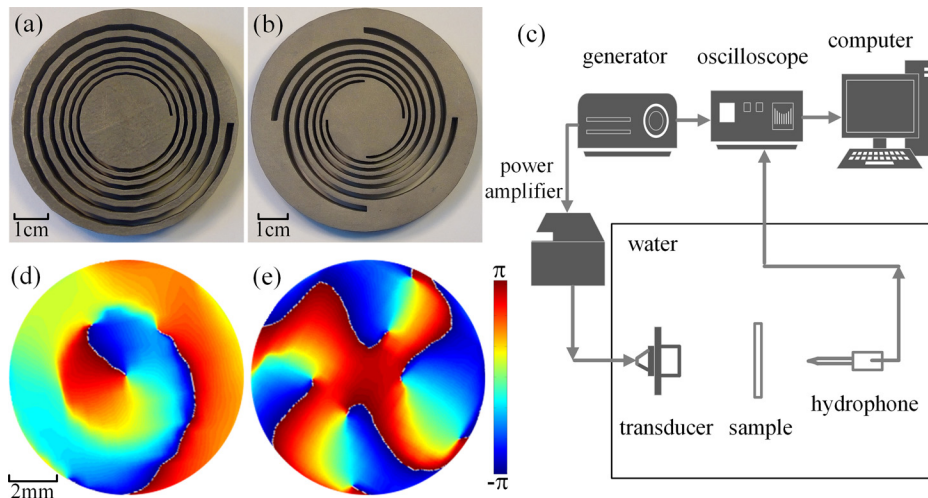 (a)
1cm
(b)
1cm
(c)
generator
oscilloscope
computer
power
amplifier
water
transducer
sample
hydrophone
(d)
2mm
(e)
π
-π